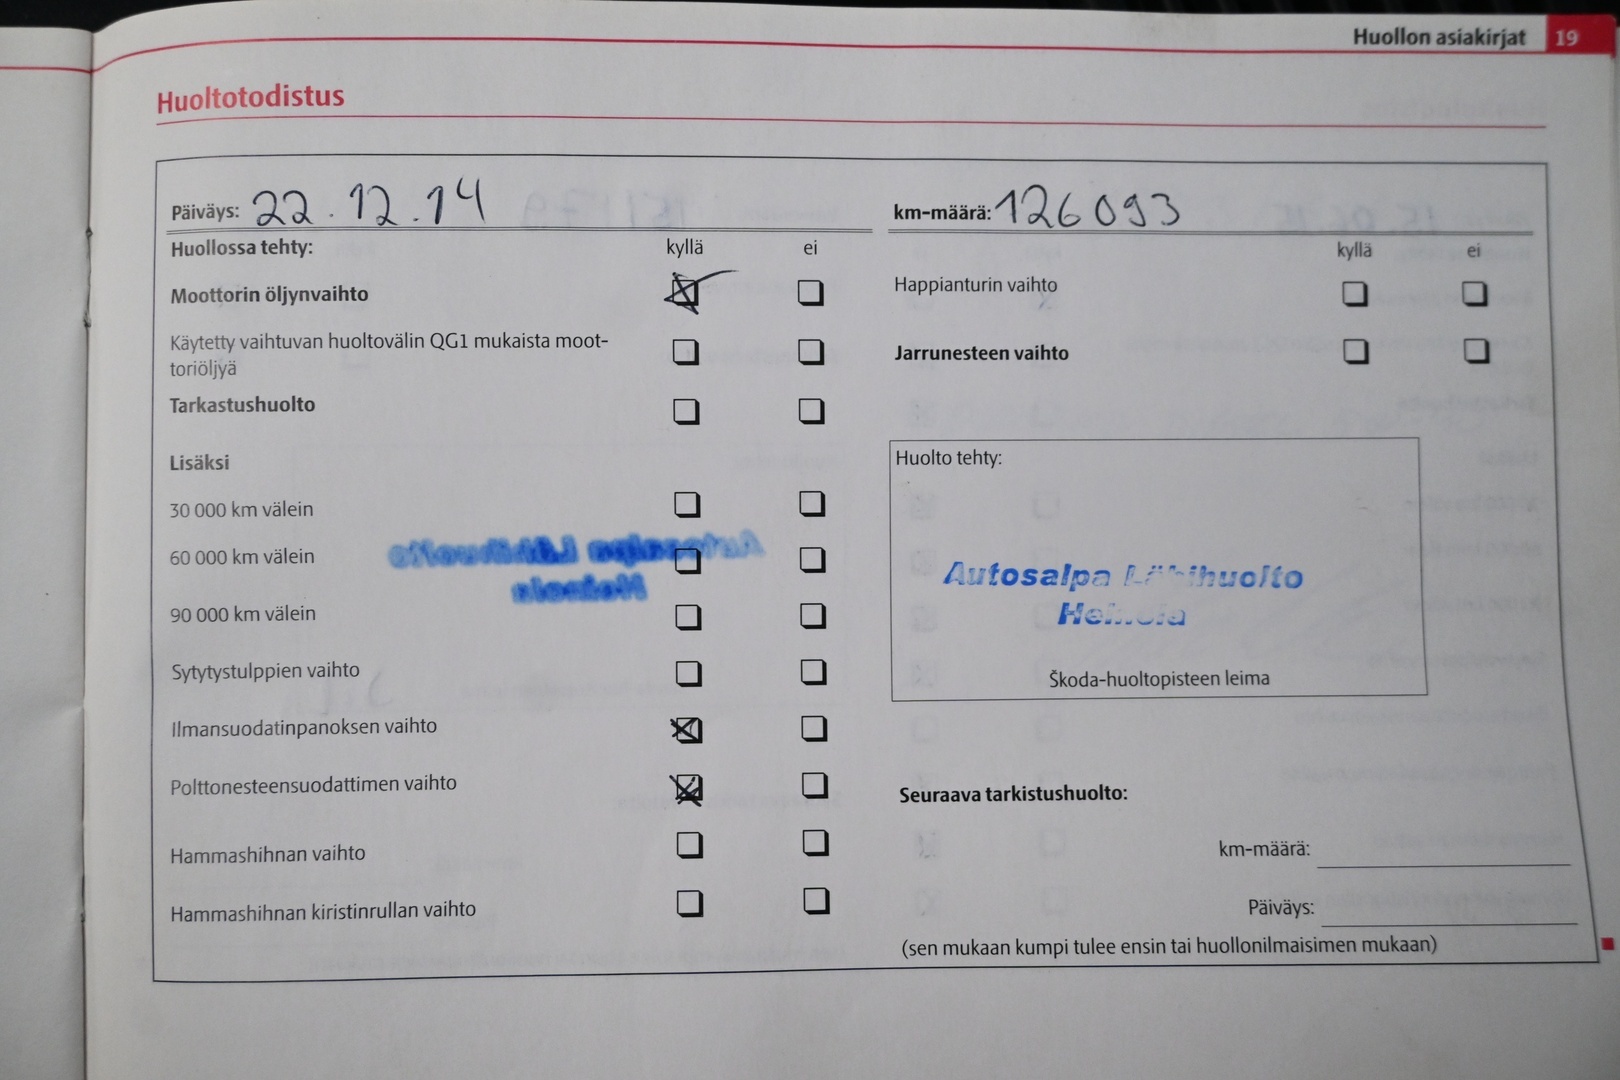 Huollon asiakirjat 19
Huoltotodistus
Päiväys: 22.12.14
km-määrä: 126093
Huollossa tehty: kyllä ei
Moottorin öljynvaihto
Käytetty vaihtuvan huoltovälin QG1 mukaista moot-
toriöljyä
Tarkastushuolto
Lisäksi
30 000 km välein
60 000 km välein
90 000 km välein
Sytytystulppien vaihto
Ilmansuodatinpanoksen vaihto
Polttonesteensuodattimen vaihto
Hammashihnan vaihto
Hammashihnan kiristinrullan vaihto
kyllä ei
Happianturin vaihto
Jarrunesteen vaihto
Huolto tehty:
Autosalpa Lähihuolto
Heinola
Škoda-huoltopisteen leima
Seuraava tarkistushuolto:
km-määrä:
Päiväys:
(sen mukaan kumpi tulee ensin tai huollonilmaisimen mukaan)